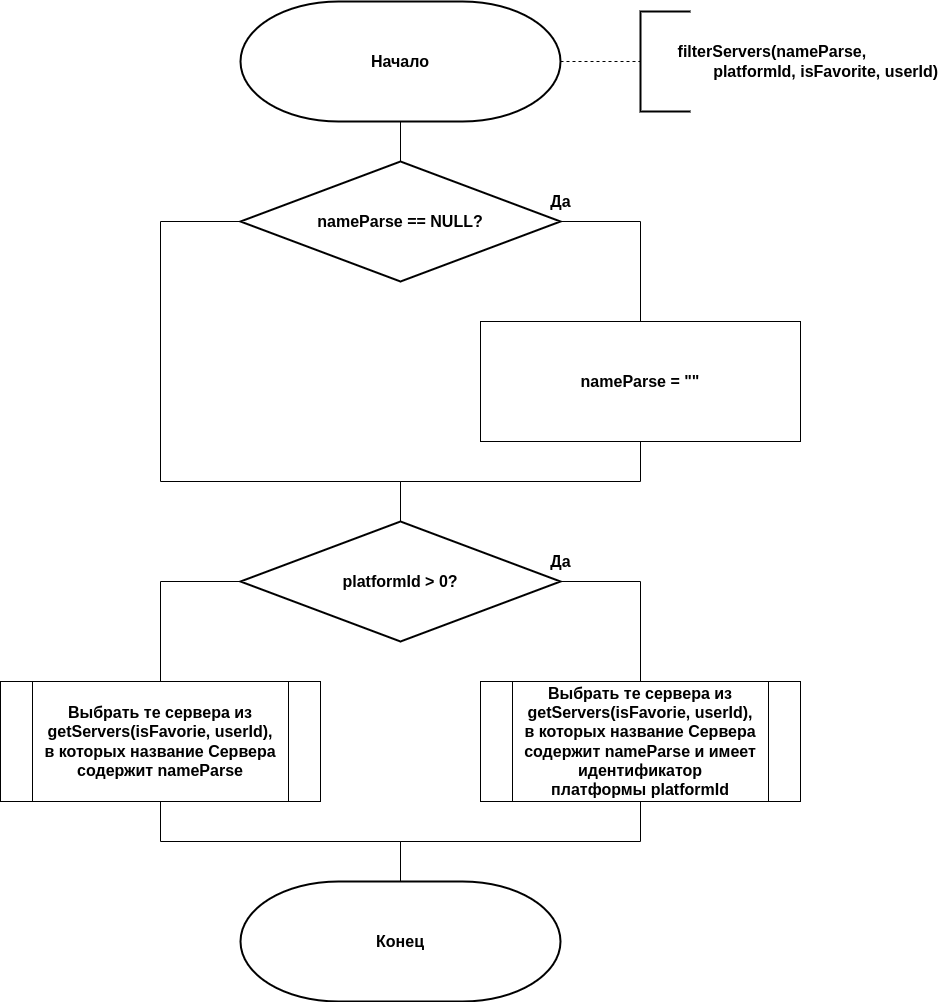 Начало
filterServers(nameParse,
platformId, isFavorite, userId)
Да
nameParse == NULL?
nameParse = ""
Да
platformId > 0?
Выбрать те сервера из
getServers(isFavorie, userId),
в которых название Сервера
содержит nameParse
Выбрать те сервера из
getServers(isFavorie, userId),
в которых название Сервера
содержит nameParse и имеет
идентификатор
платформы platformId
Конец